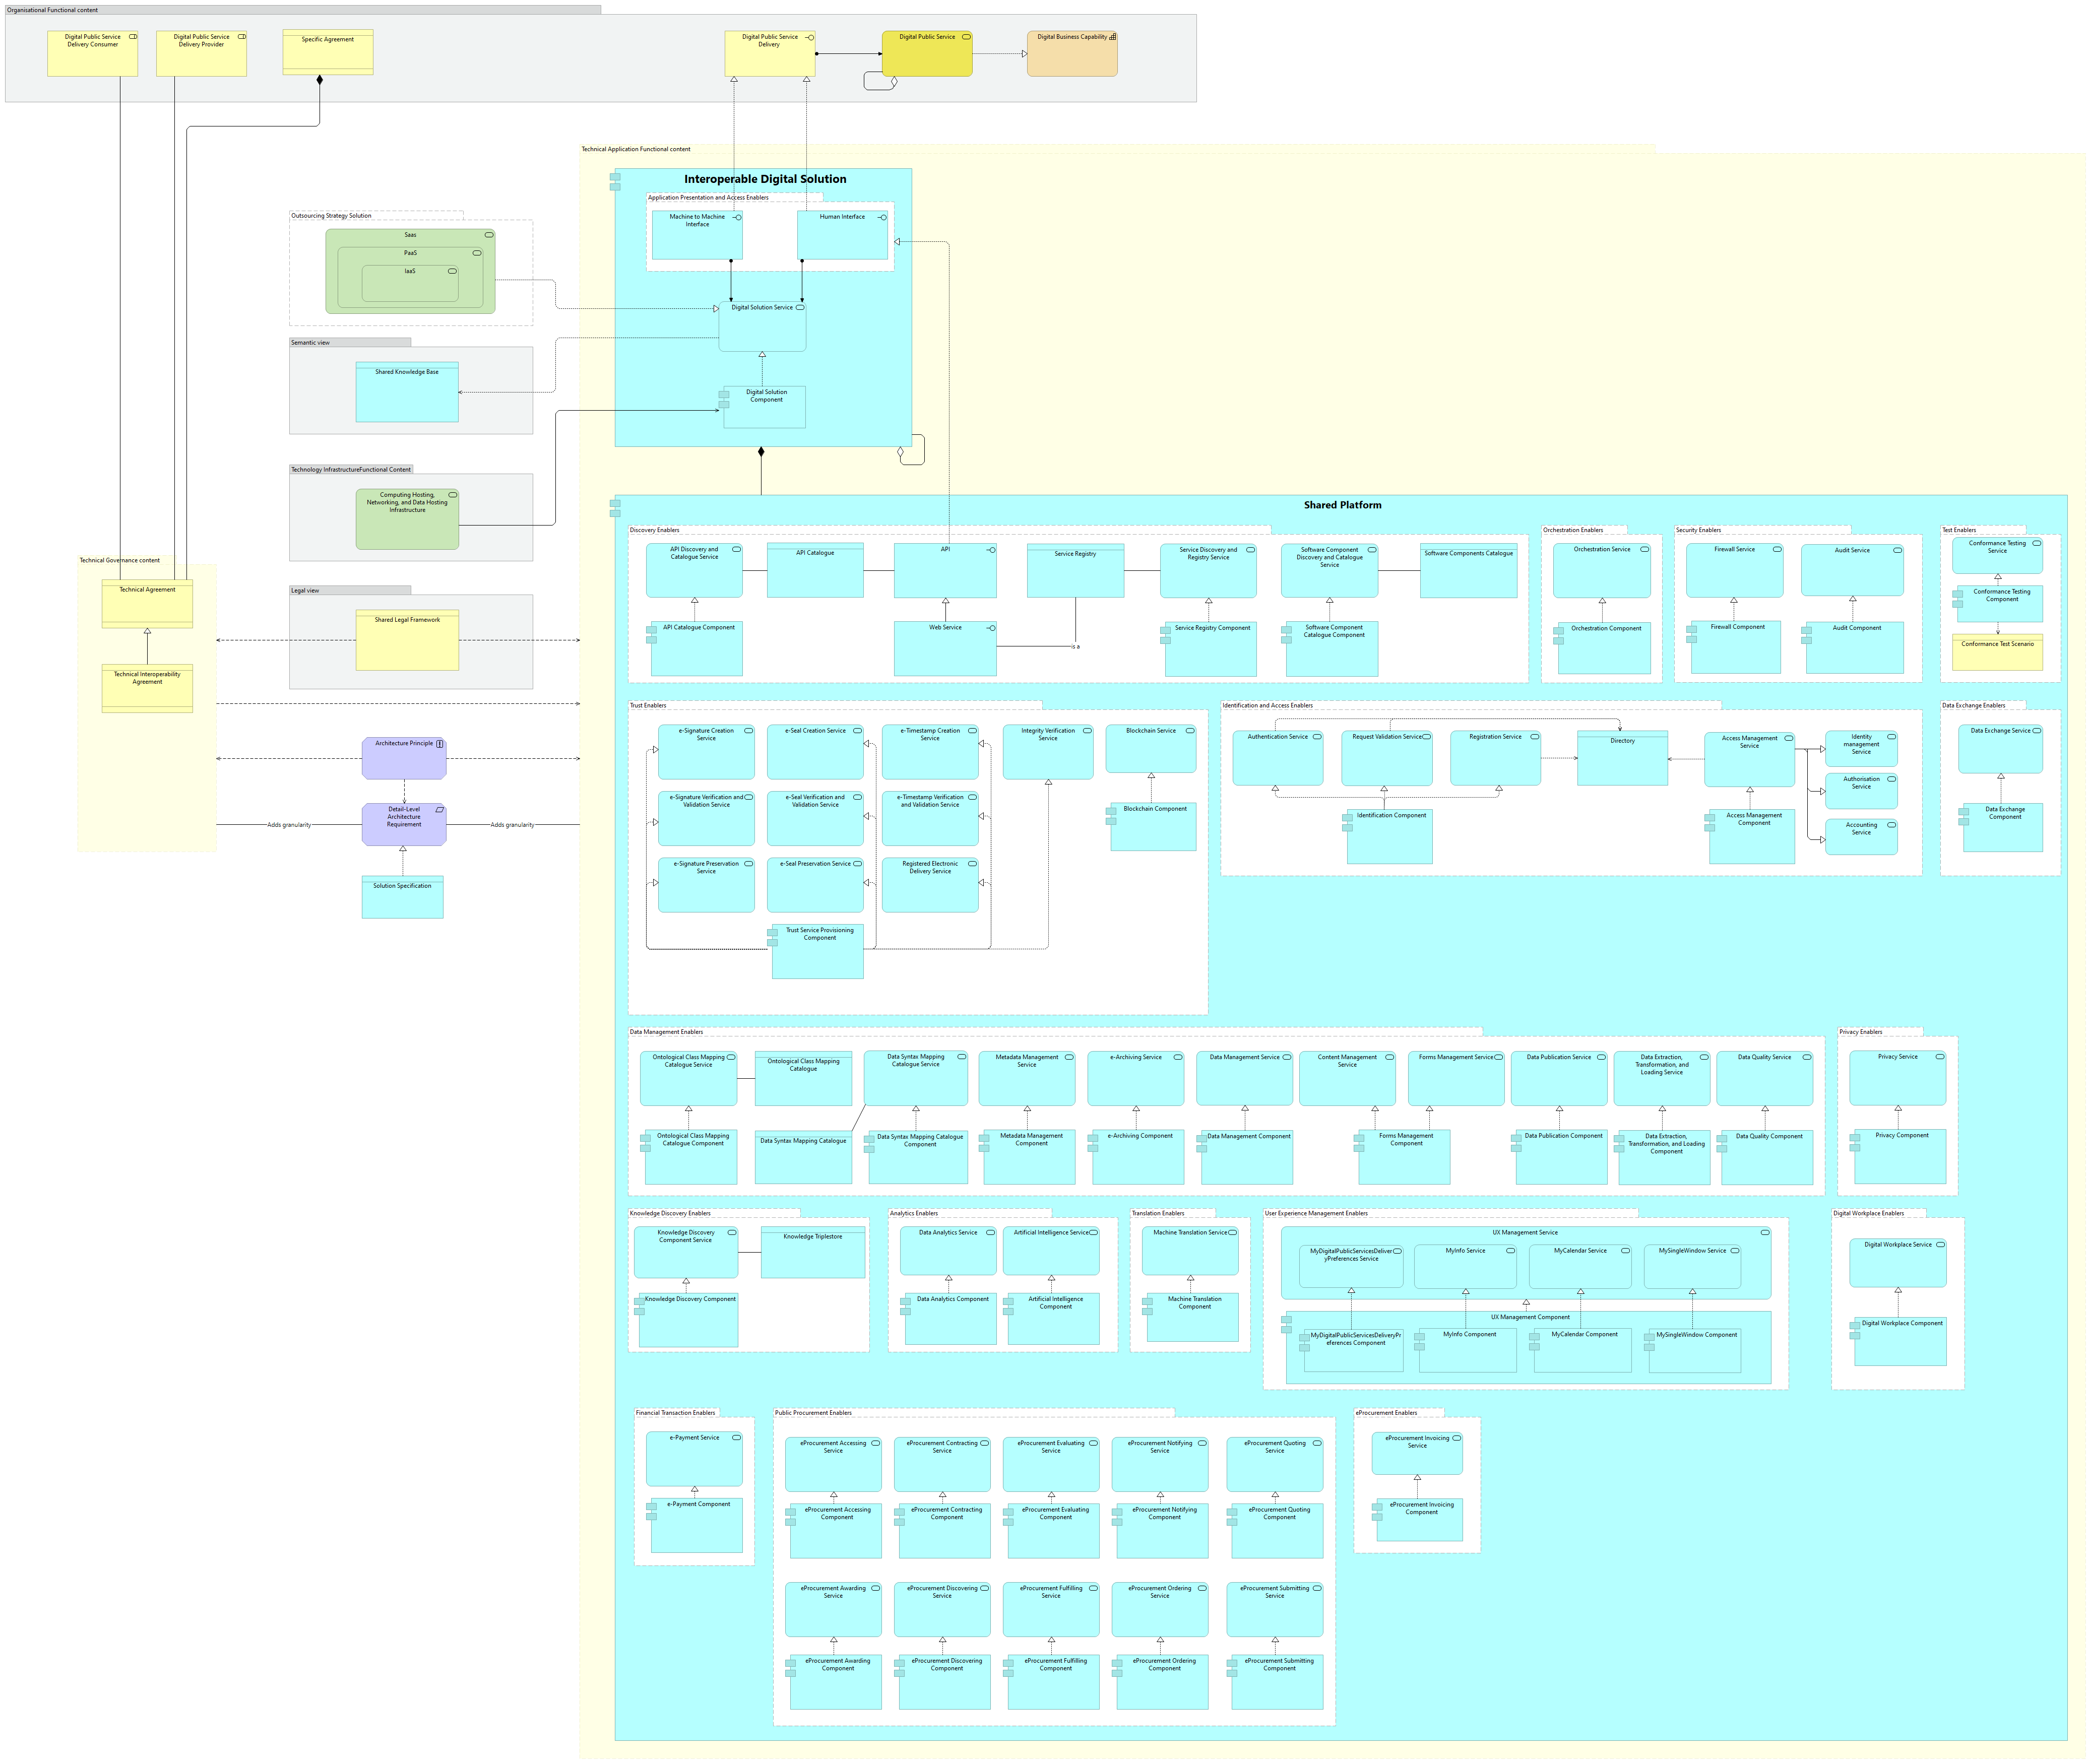 Organisational Functional content
Digital Public Service
Delivery Consumer
Digital Public Service
Delivery Provider
Specific Agreement
Digital Public Service
Delivery
Digital Public Service
Digital Business Capability
Technical Application Functional content
Interoperable Digital Solution
Application Presentation and Access Enablers
Machine to Machine
Interface
Human Interface
Outsourcing Strategy Solution
Saas
PaaS
IaaS
Digital Solution Service
Semantic view
Shared Knowledge Base
Digital Solution
Component
Technology InfrastructureFunctional Content
Computing Hosting,
Networking, and Data Hosting
Infrastructure
Technical Governance content
Technical Agreement
Technical Interoperability
Agreement
Legal view
Shared Legal Framework
Architecture Principle
Detail-Level
Architecture
Requirement
Adds granularity
Adds granularity
Solution Specification
Shared Platform
Discovery Enablers
API Discovery and
Catalogue Service
API Catalogue
API
Service Registry
Service Discovery and
Registry Service
Software Component
Discovery and Catalogue
Service
Software Components Catalogue
API Catalogue Component
Web Service
is a
Service Registry Component
Software Component
Catalogue Component
Orchestration Enablers
Orchestration Service
Orchestration Component
Security Enablers
Firewall Service
Audit Service
Firewall Component
Audit Component
Test Enablers
Conformance Testing
Service
Conformance Testing
Component
Conformance Test Scenario
Trust Enablers
e-Signature Creation
Service
e-Seal Creation Service
e-Timestamp Creation
Service
Integrity Verification
Service
Blockchain Service
e-Signature Verification and
Validation Service
e-Seal Verification and
Validation Service
e-Timestamp Verification
and Validation Service
Blockchain Component
e-Signature Preservation
Service
e-Seal Preservation Service
Registered Electronic
Delivery Service
Trust Service Provisioning
Component
Identification and Access Enablers
Authentication Service
Request Validation Service
Registration Service
Directory
Access Management
Service
Identity
management
Service
Authorisation
Service
Accounting
Service
Identification Component
Access Management
Component
Data Exchange Enablers
Data Exchange Service
Data Exchange
Component
Data Management Enablers
Ontological Class Mapping
Catalogue Service
Ontological Class Mapping
Catalogue
Data Syntax Mapping
Catalogue Service
Metadata Management
Service
e-Archiving Service
Data Management Service
Content Management
Service
Forms Management Service
Data Publication Service
Data Extraction,
Transformation, and
Loading Service
Data Quality Service
Ontological Class Mapping
Catalogue Component
Data Syntax Mapping Catalogue
Data Syntax Mapping Catalogue
Component
Metadata Management
Component
e-Archiving Component
Data Management Component
Forms Management
Component
Data Publication Component
Data Extraction,
Transformation, and Loading
Component
Data Quality Component
Privacy Enablers
Privacy Service
Privacy Component
Knowledge Discovery Enablers
Knowledge Discovery
Component Service
Knowledge Triplestore
Knowledge Discovery Component
Analytics Enablers
Data Analytics Service
Artificial Intelligence Service
Data Analytics Component
Artificial Intelligence
Component
Translation Enablers
Machine Translation Service
Machine Translation
Component
User Experience Management Enablers
UX Management Service
MyDigitalPublicServicesDeliver
yPreferences Service
MyInfo Service
MyCalendar Service
MySingleWindow Service
UX Management Component
MyDigitalPublicServicesDeliveryPr
eferences Component
MyInfo Component
MyCalendar Component
MySingleWindow Component
Digital Workplace Enablers
Digital Workplace Service
Digital Workplace Component
Financial Transaction Enablers
e-Payment Service
e-Payment Component
Public Procurement Enablers
eProcurement Accessing
Service
eProcurement Contracting
Service
eProcurement Evaluating
Service
eProcurement Notifying
Service
eProcurement Quoting
Service
eProcurement Accessing
Component
eProcurement Contracting
Component
eProcurement Evaluating
Component
eProcurement Notifying
Component
eProcurement Quoting
Component
eProcurement Awarding
Service
eProcurement Discovering
Service
eProcurement Fulfilling
Service
eProcurement Ordering
Service
eProcurement Submitting
Service
eProcurement Awarding
Component
eProcurement Discovering
Component
eProcurement Fulfilling
Component
eProcurement Ordering
Component
eProcurement Submitting
Component
eProcurement Enablers
eProcurement Invoicing
Service
eProcurement Invoicing
Component